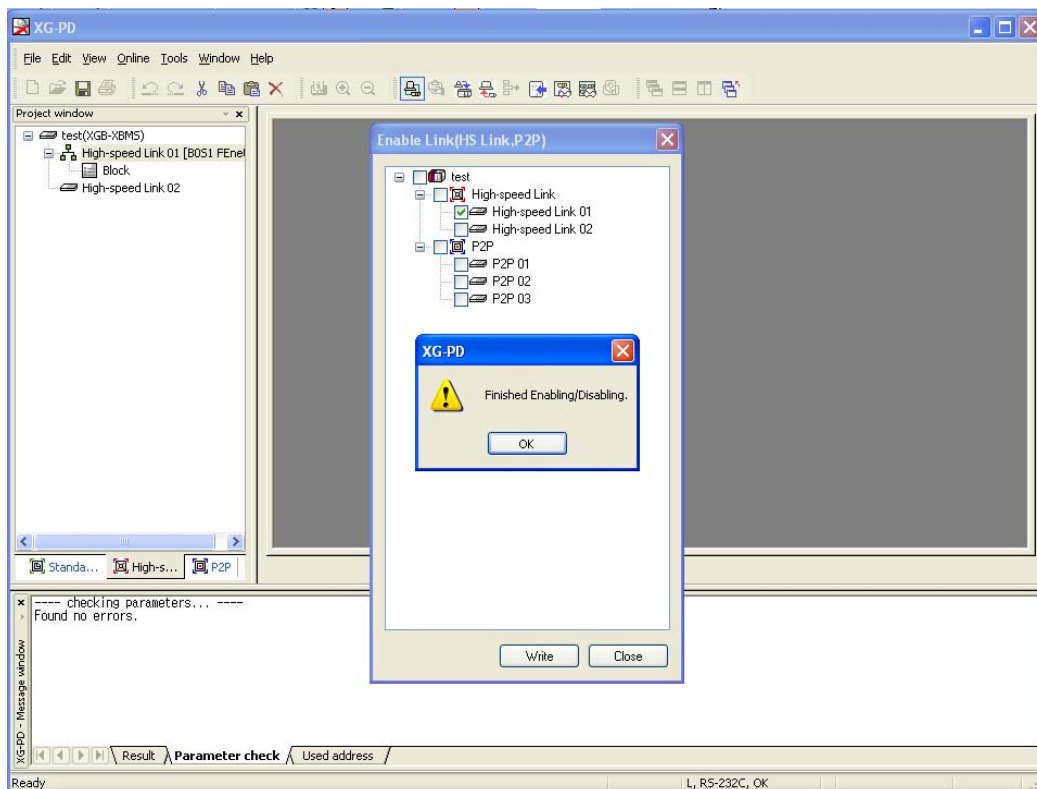 XG-PD
File Edit View Online Tools Window Help
Project window
test(XGB-XBMS)
High-speed Link 01 [B0S1 FEnet
Block
High-speed Link 02
Standa... High-s... P2P
Enable Link(HS Link,P2P)
test
High-speed Link
High-speed Link 01
High-speed Link 02
P2P
P2P 01
P2P 02
P2P 03
XG-PD
Finished Enabling/Disabling.
OK
Write Close
---- checking parameters... ----
Found no errors.
XG-PD - Message window
Result Parameter check Used address
Ready L, RS-232C, OK